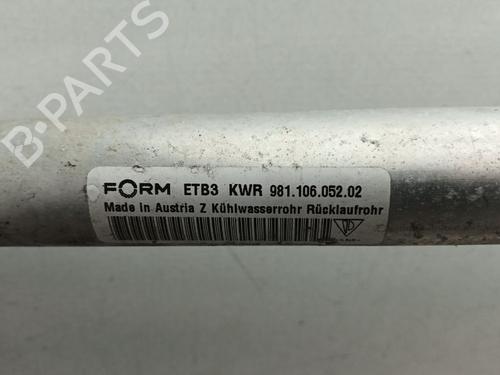 B-PARTS
FORM ETB3 KWR 981.106.052.02
Made in Austria Z Kühlwasserrohr Rücklaufrohr